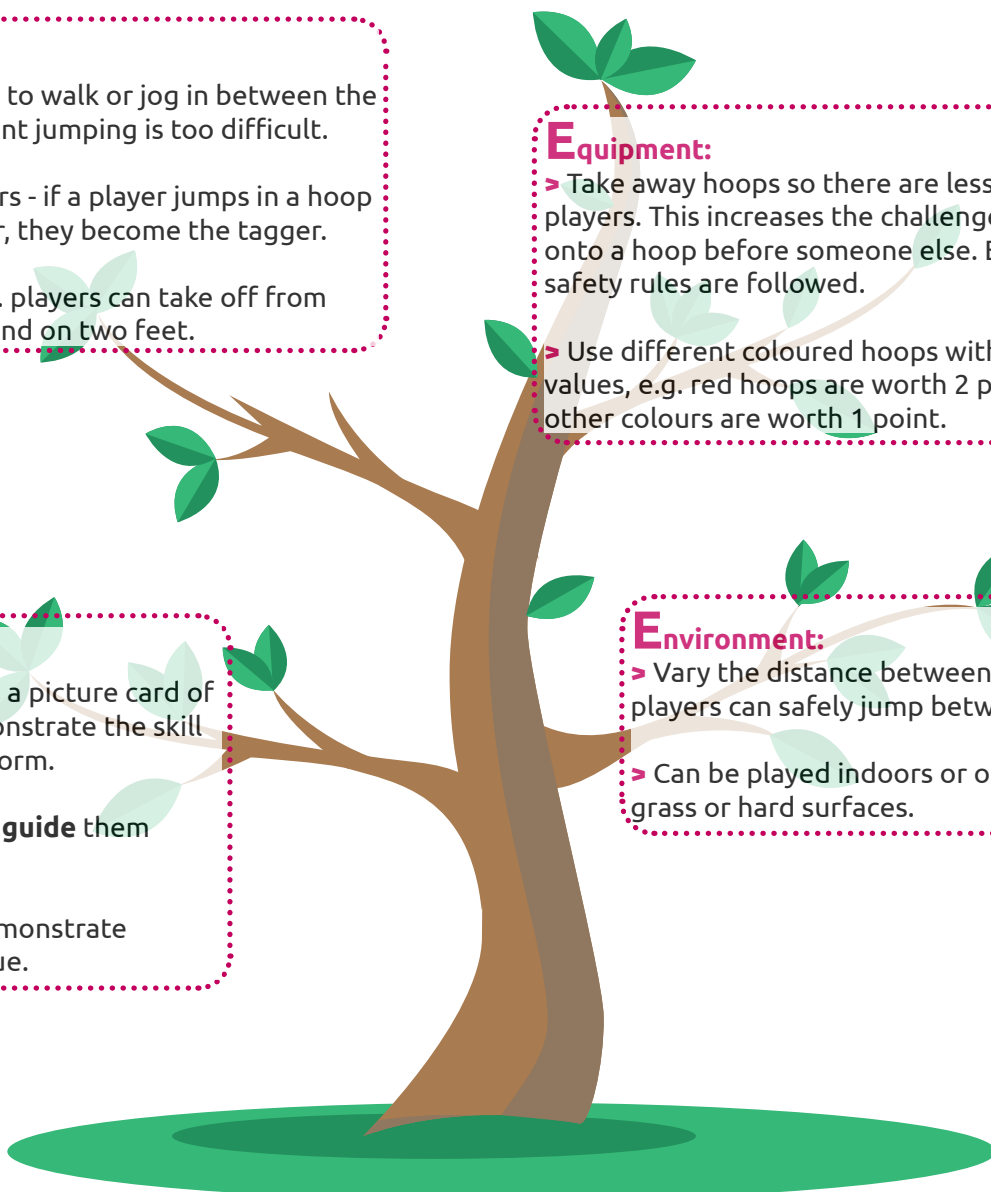 to walk or jog in between the
nt jumping is too difficult.
rs - if a player jumps in a hoop
, they become the tagger.
. players can take off from
nd on two feet.
Equipment:
> Take away hoops so there are less
players. This increases the challenge
onto a hoop before someone else. E
safety rules are followed.
> Use different coloured hoops with
values, e.g. red hoops are worth 2 p
other colours are worth 1 point.
a picture card of
onstrate the skill
orm.
guide them
monstrate
ue.
Environment:
> Vary the distance between
players can safely jump betw
> Can be played indoors or o
grass or hard surfaces.